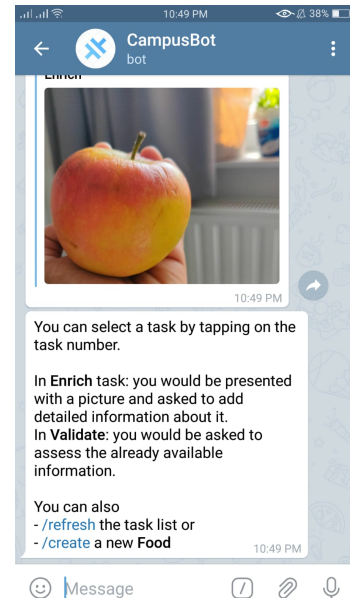 10:49 PM 38%
CampusBot
bot
Enrich
10:49 PM
You can select a task by tapping on the
task number.
In Enrich task: you would be presented
with a picture and asked to add
detailed information about it.
In Validate: you would be asked to
assess the already available
information.
You can also
- /refresh the task list or
- /create a new Food
10:49 PM
Message